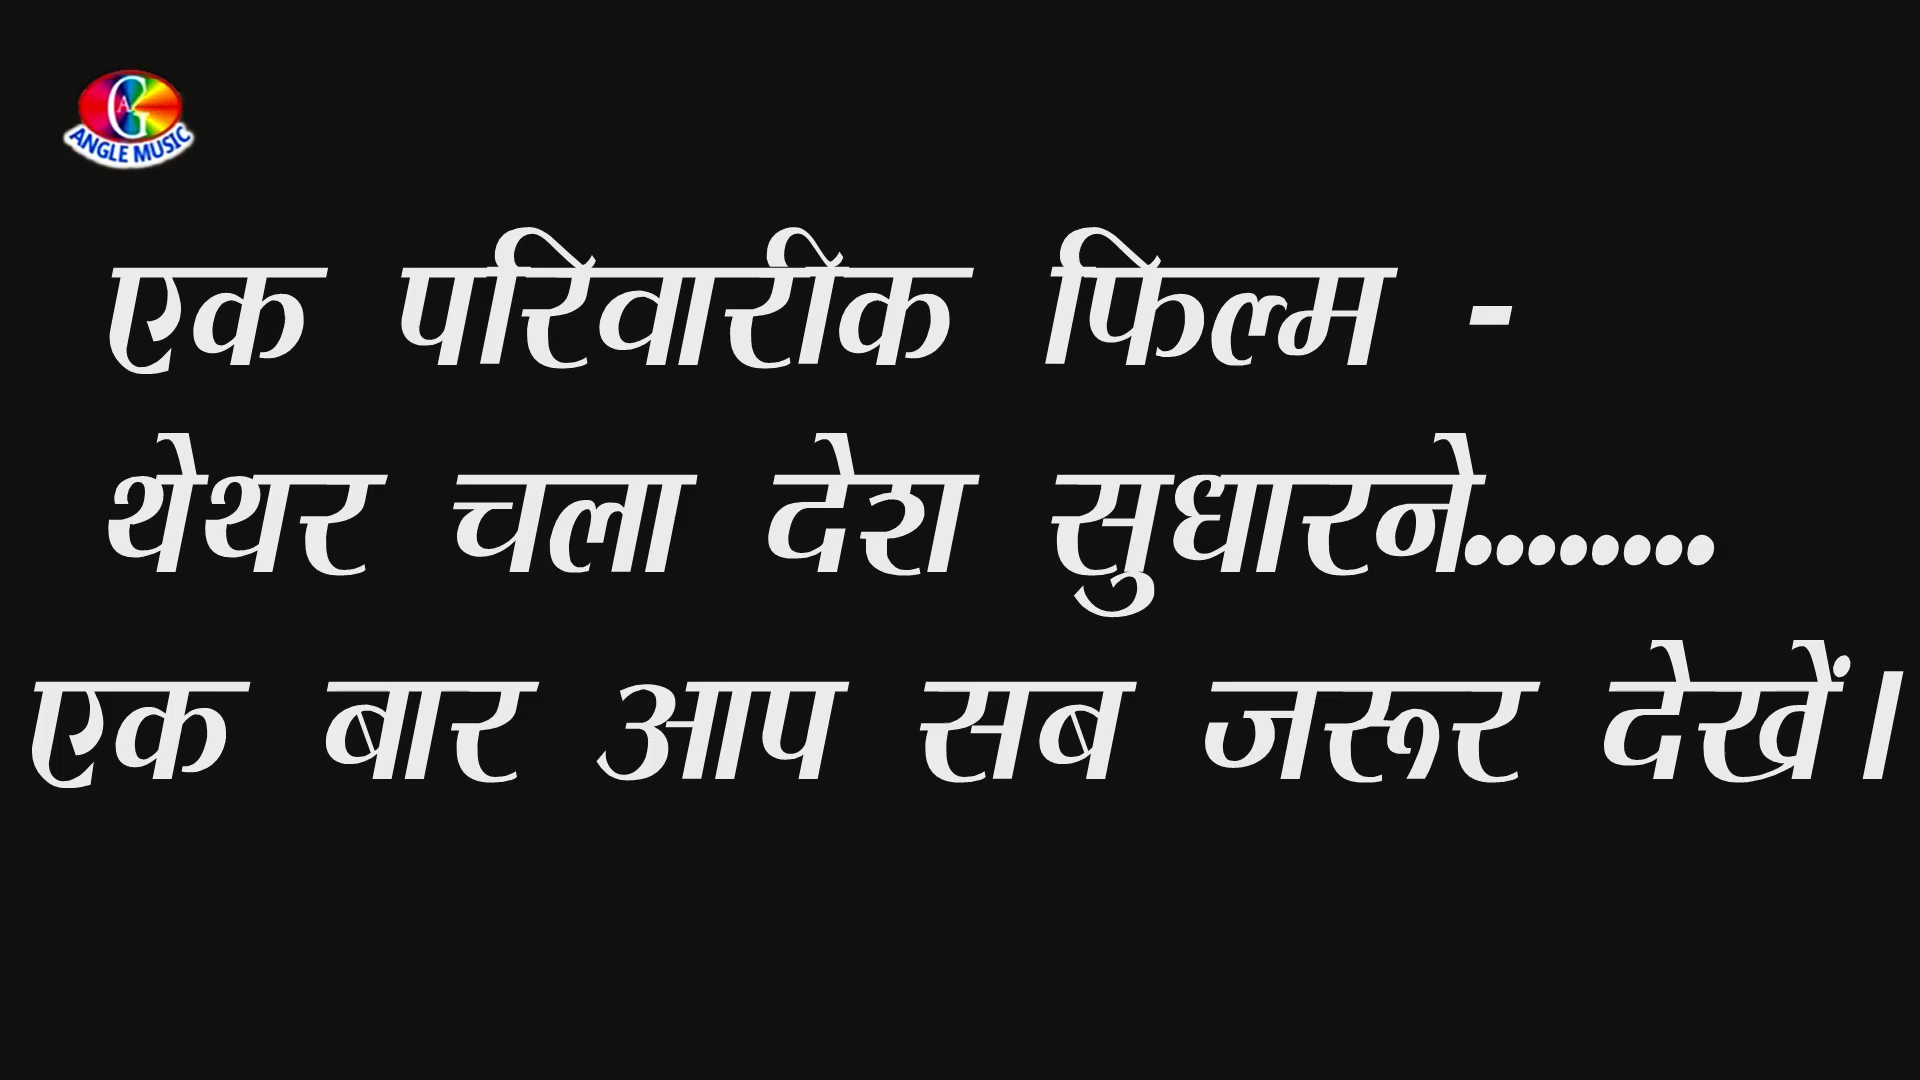 ANGLE MUSIC
एक परिवारीक फिल्म -
थेथर चला देश सुधारने........
एक बार आप सब जरूर देखें।